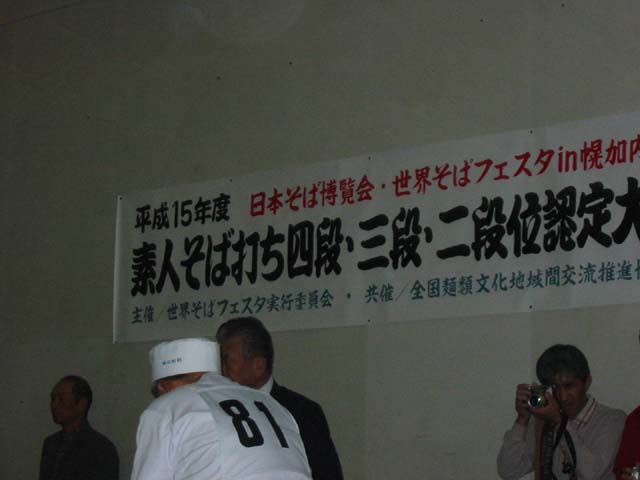 平成15年度 日本そば博覧会・世界そばフェスタin幌加内
素人そば打ち四段・三段・二段位認定大
主催/世界そばフェスタ実行委員会・共催/全国麺類文化地域間交流推進
81